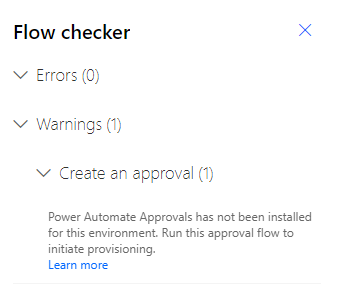 Flow checker
Errors (0)
Warnings (1)
Create an approval (1)
Power Automate Approvals has not been installed
for this environment. Run this approval flow to
initiate provisioning.
Learn more